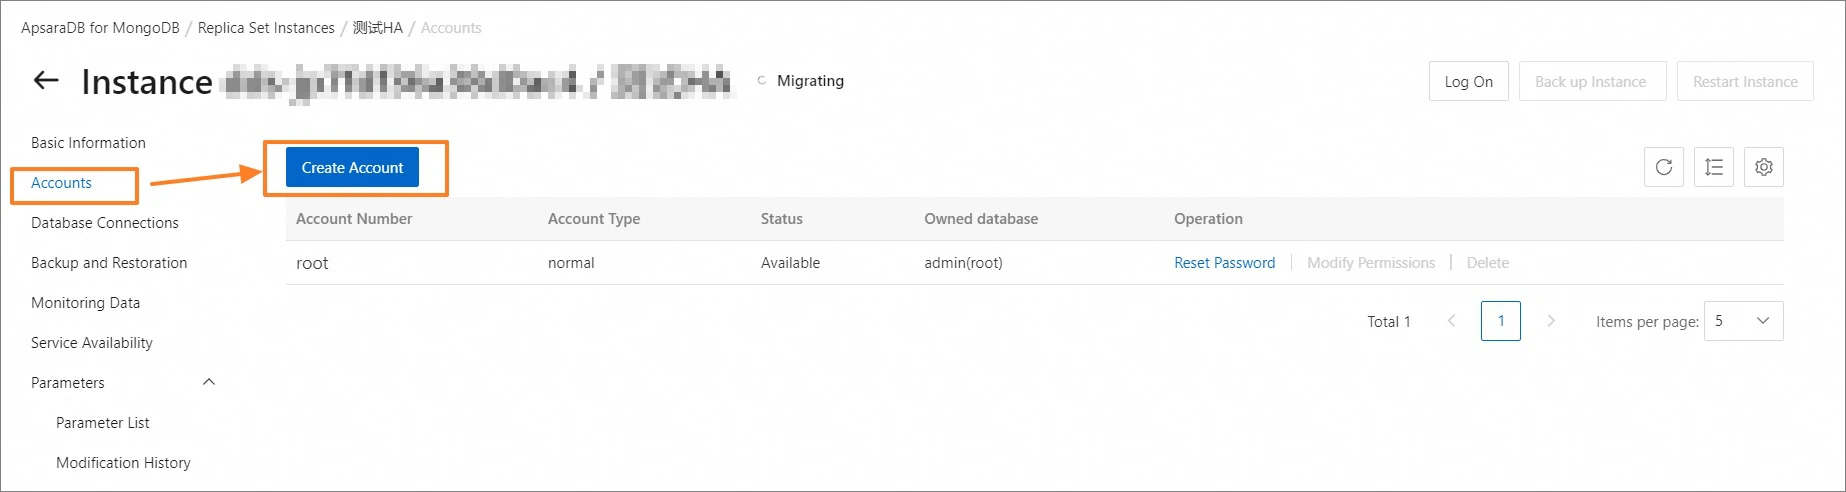 ApsaraDB for MongoDB / Replica Set Instances / 测试HA / Accounts
Instance
Migrating
Log On
Back up Instance
Restart Instance
Basic Information
Accounts
Database Connections
Backup and Restoration
Monitoring Data
Service Availability
Parameters
Parameter List
Modification History
Create Account
Account Number Account Type Status Owned database Operation
root normal Available admin(root) Reset Password | Modify Permissions | Delete
Total 1 1 Items per page: 5